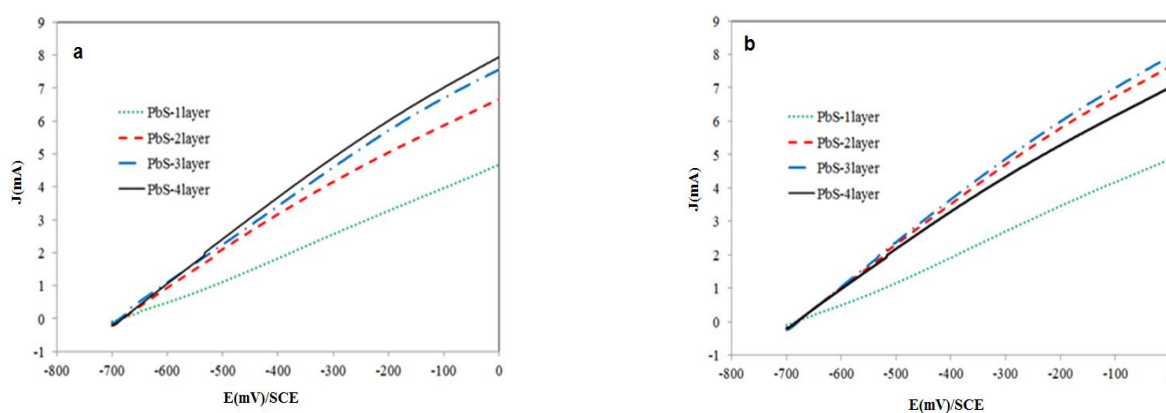 a
9
8
7
6
5
4
3
2
1
0
-1
J(mA)
PbS-1layer
PbS-2layer
PbS-3layer
PbS-4layer
-800 -700 -600 -500 -400 -300 -200 -100 0
E(mV)/SCE
b
9
8
7
6
5
4
3
2
1
0
-1
J(mA)
PbS-1layer
PbS-2layer
PbS-3layer
PbS-4layer
-800 -700 -600 -500 -400 -300 -200 -100
E(mV)/SCE